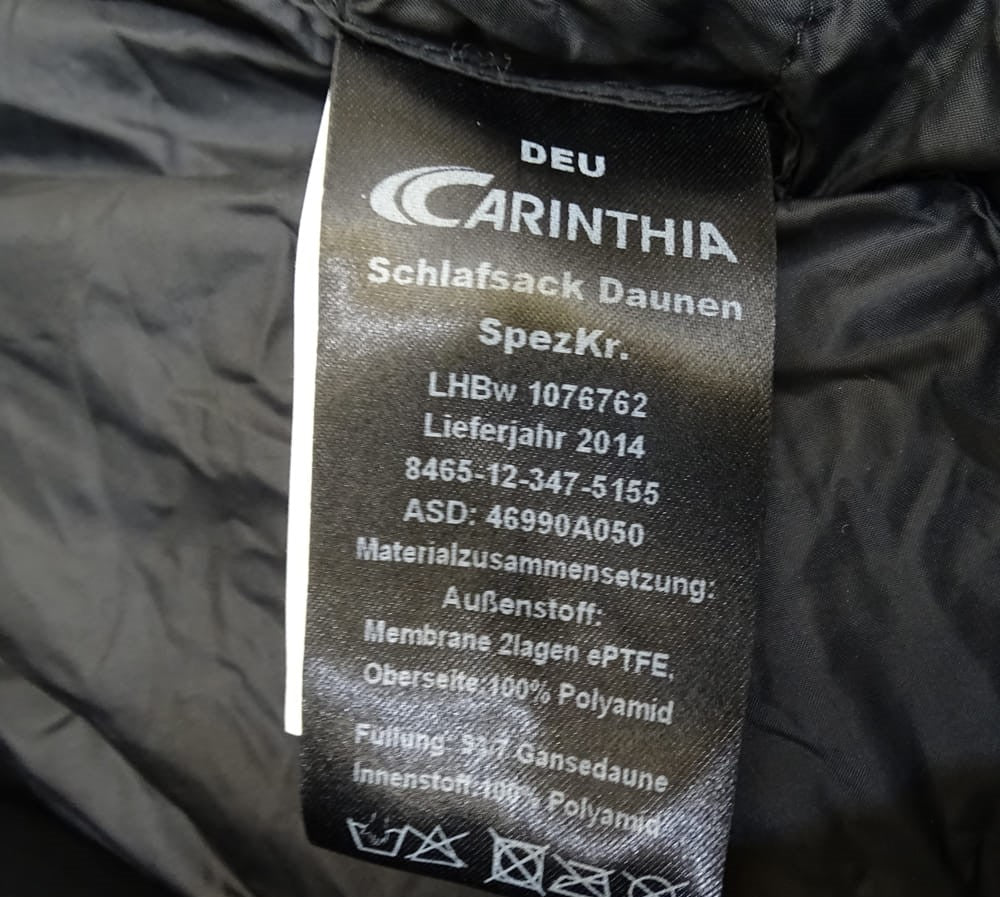 DEU
CARINTHIA
Schlafsack Daunen
SpezKr.
LHBw 1076762
Lieferjahr 2014
8465-12-347-5155
ASD: 46990A050
Materialzusammensetzung:
Außenstoff:
Membrane 2lagen ePTFE,
Oberseite:100% Polyamid
Füllung: Gänsedaune
Innenstoff:100% Polyamid